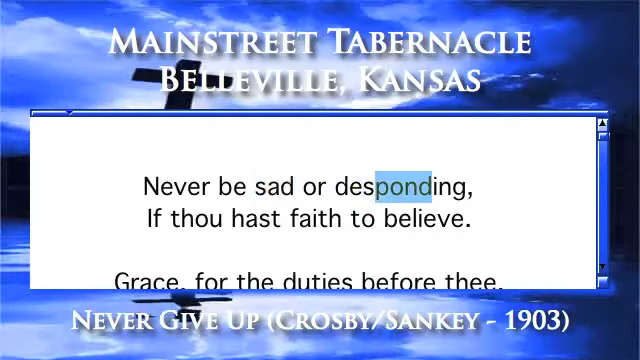 Mainstreet Tabernacle
Belleville, Kansas
Never be sad or desponding,
If thou hast faith to believe.
Grace, for the duties before thee,
Never Give Up (Crosby/Sankey - 1903)